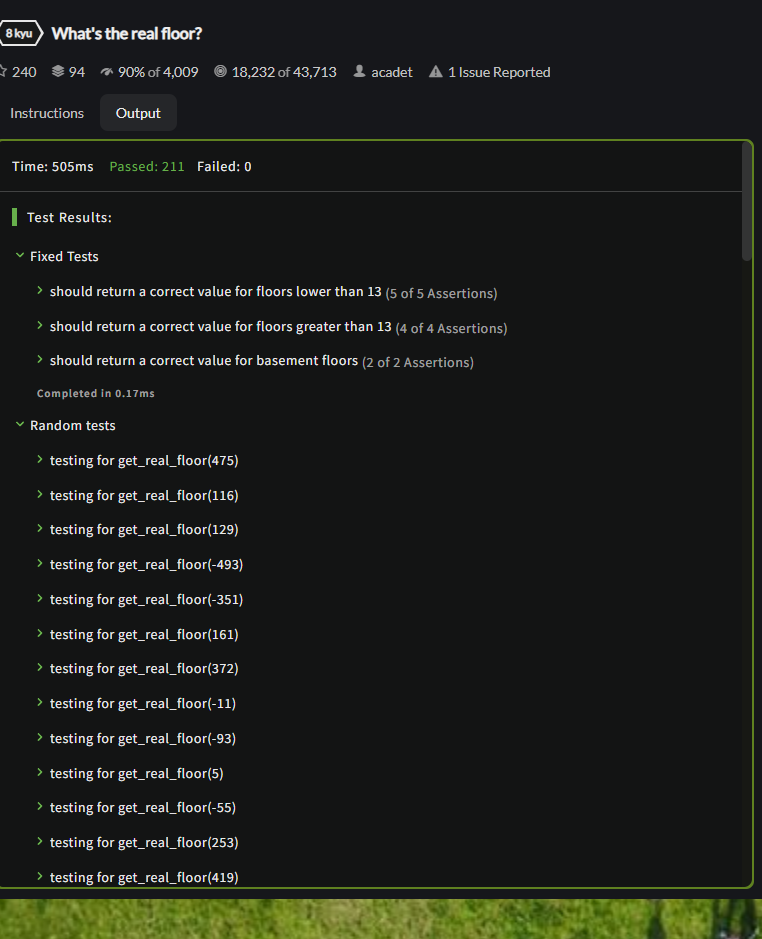 8 kyu What's the real floor?
240 94 90% of 4,009 18,232 of 43,713 acadet 1 Issue Reported
Instructions Output
Time: 505ms Passed: 211 Failed: 0
Test Results:
Fixed Tests
should return a correct value for floors lower than 13 (5 of 5 Assertions)
should return a correct value for floors greater than 13 (4 of 4 Assertions)
should return a correct value for basement floors (2 of 2 Assertions)
Completed in 0.17ms
Random tests
testing for get_real_floor(475)
testing for get_real_floor(116)
testing for get_real_floor(129)
testing for get_real_floor(-493)
testing for get_real_floor(-351)
testing for get_real_floor(161)
testing for get_real_floor(372)
testing for get_real_floor(-11)
testing for get_real_floor(-93)
testing for get_real_floor(5)
testing for get_real_floor(-55)
testing for get_real_floor(253)
testing for get_real_floor(419)